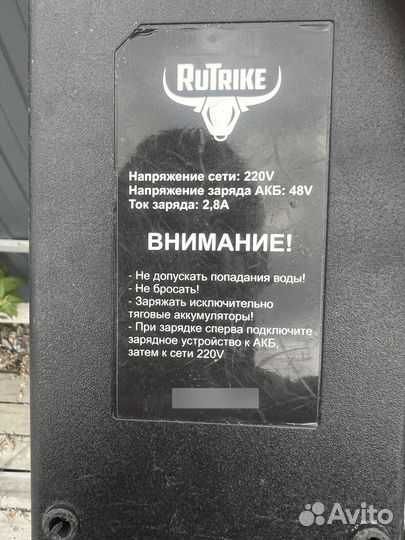 RUTRIKE
Напряжение сети: 220V
Напряжение заряда АКБ: 48V
Ток заряда: 2,8А
ВНИМАНИЕ!
- Не допускать попадания воды!
- Не бросать!
- Заряжать исключительно
тяговые аккумуляторы!
- При зарядке сперва подключите
зарядное устройство к АКБ,
затем к сети 220V
Avito